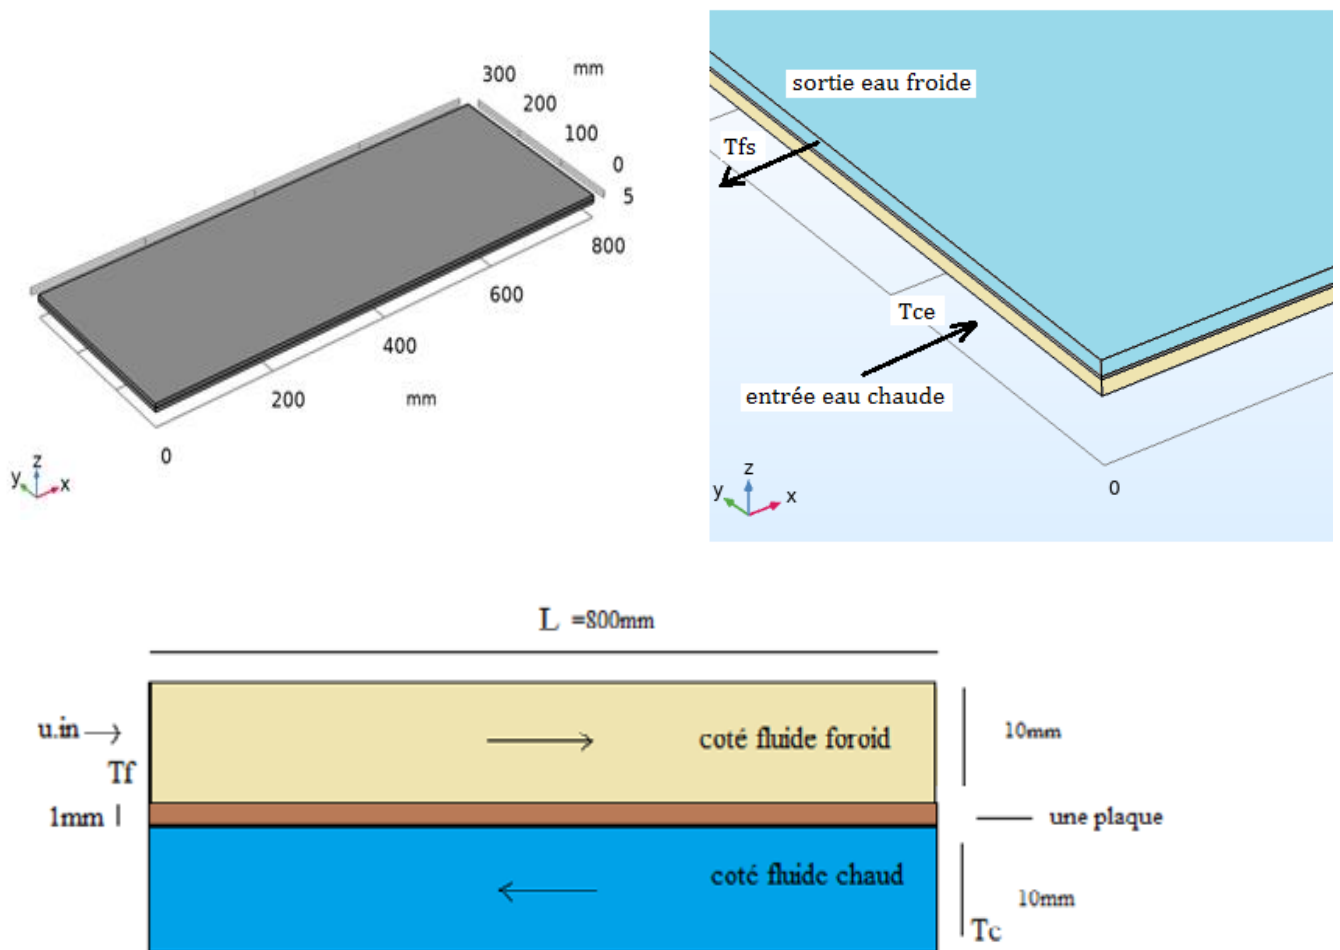 300
mm
200
100
0
5
800
600
400
200
mm
0
z
y
x
sortie eau froide
Tfs
Tce
entrée eau chaude
0
z
y
x
L =800mm
u.in
coté fluide foroid
10mm
Tf
1mm
une plaque
coté fluide chaud
10mm
Tc